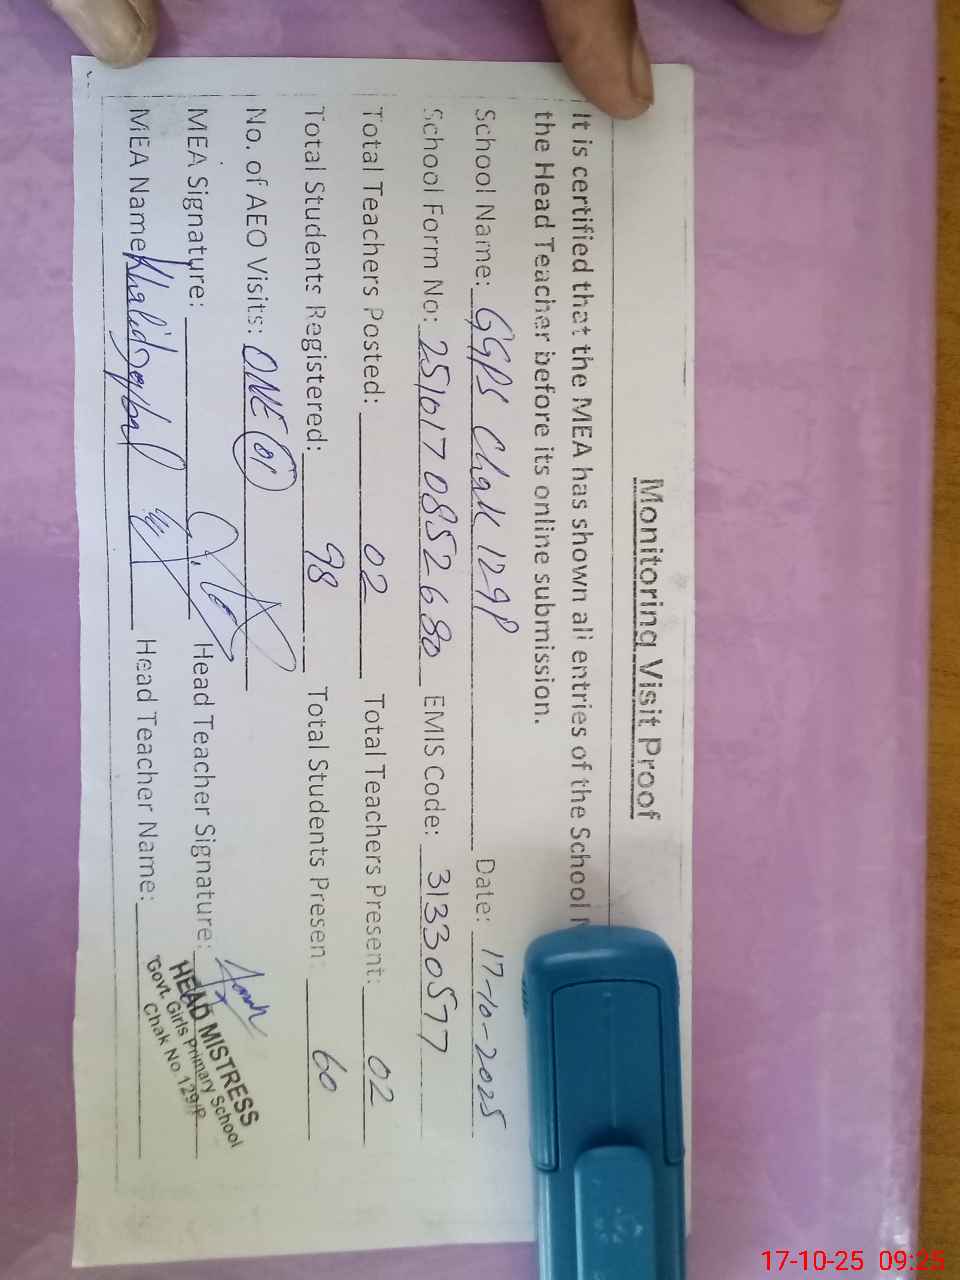 Monitoring Visit Proof
It is certified that the MEA has shown all entries of the School
the Head Teacher before its online submission.
School Name: GGPS Chak 129P Date: 17-10-2025
School Form No: 251017 0852680 EMIS Code: 31330577
Total Teachers Posted: 02 Total Teachers Present: 02
Total Students Registered: 98 Total Students Presen: 60
No. of AEO Visits: ONE (01)
MEA Signature: Head Teacher Signature:
MEA Name: Khalid Iqbal Head Teacher Name:
HEAD MISTRESS
Govt. Girls Primary School
Chak No. 129/P
17-10-25 09:25